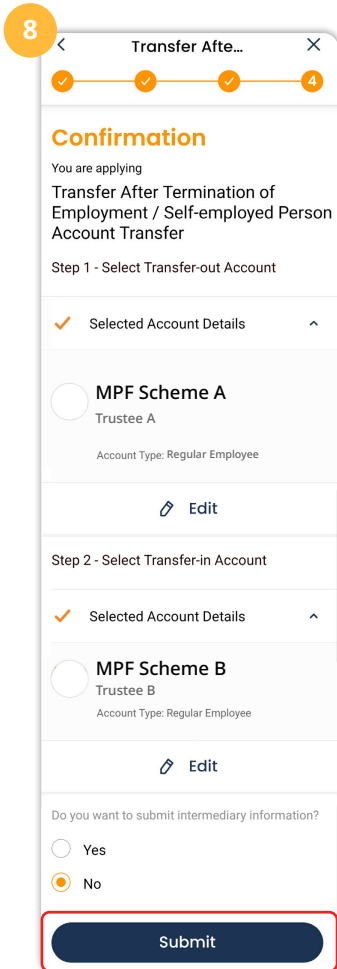 8
Transfer Afte...
4
Confirmation
You are applying
Transfer After Termination of
Employment / Self-employed Person
Account Transfer
Step 1 - Select Transfer-out Account
Selected Account Details
MPF Scheme A
Trustee A
Account Type: Regular Employee
Edit
Step 2 - Select Transfer-in Account
Selected Account Details
MPF Scheme B
Trustee B
Account Type: Regular Employee
Edit
Do you want to submit intermediary information?
Yes
No
Submit